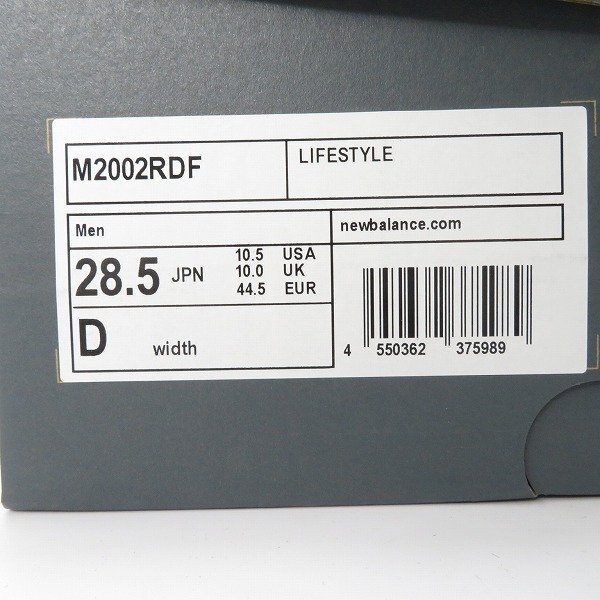 M2002RDF
LIFESTYLE
Men
newbalance.com
28.5 JPN
10.5 USA
10.0 UK
44.5 EUR
D width
4 550362 375989